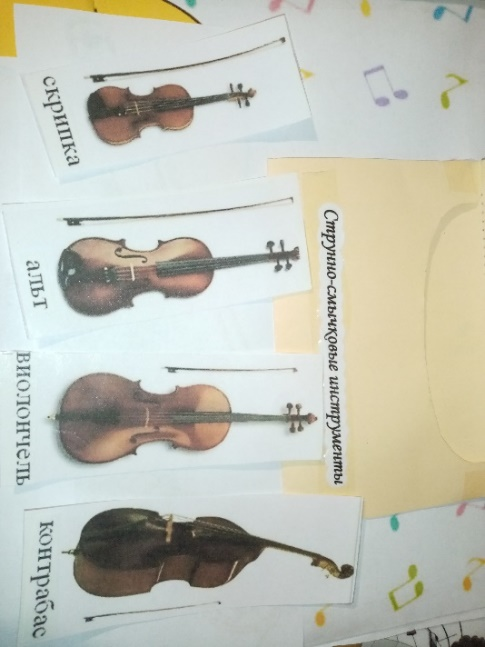 Струнно-смычковые инструменты
скрипка
альт
виолончель
контрабас